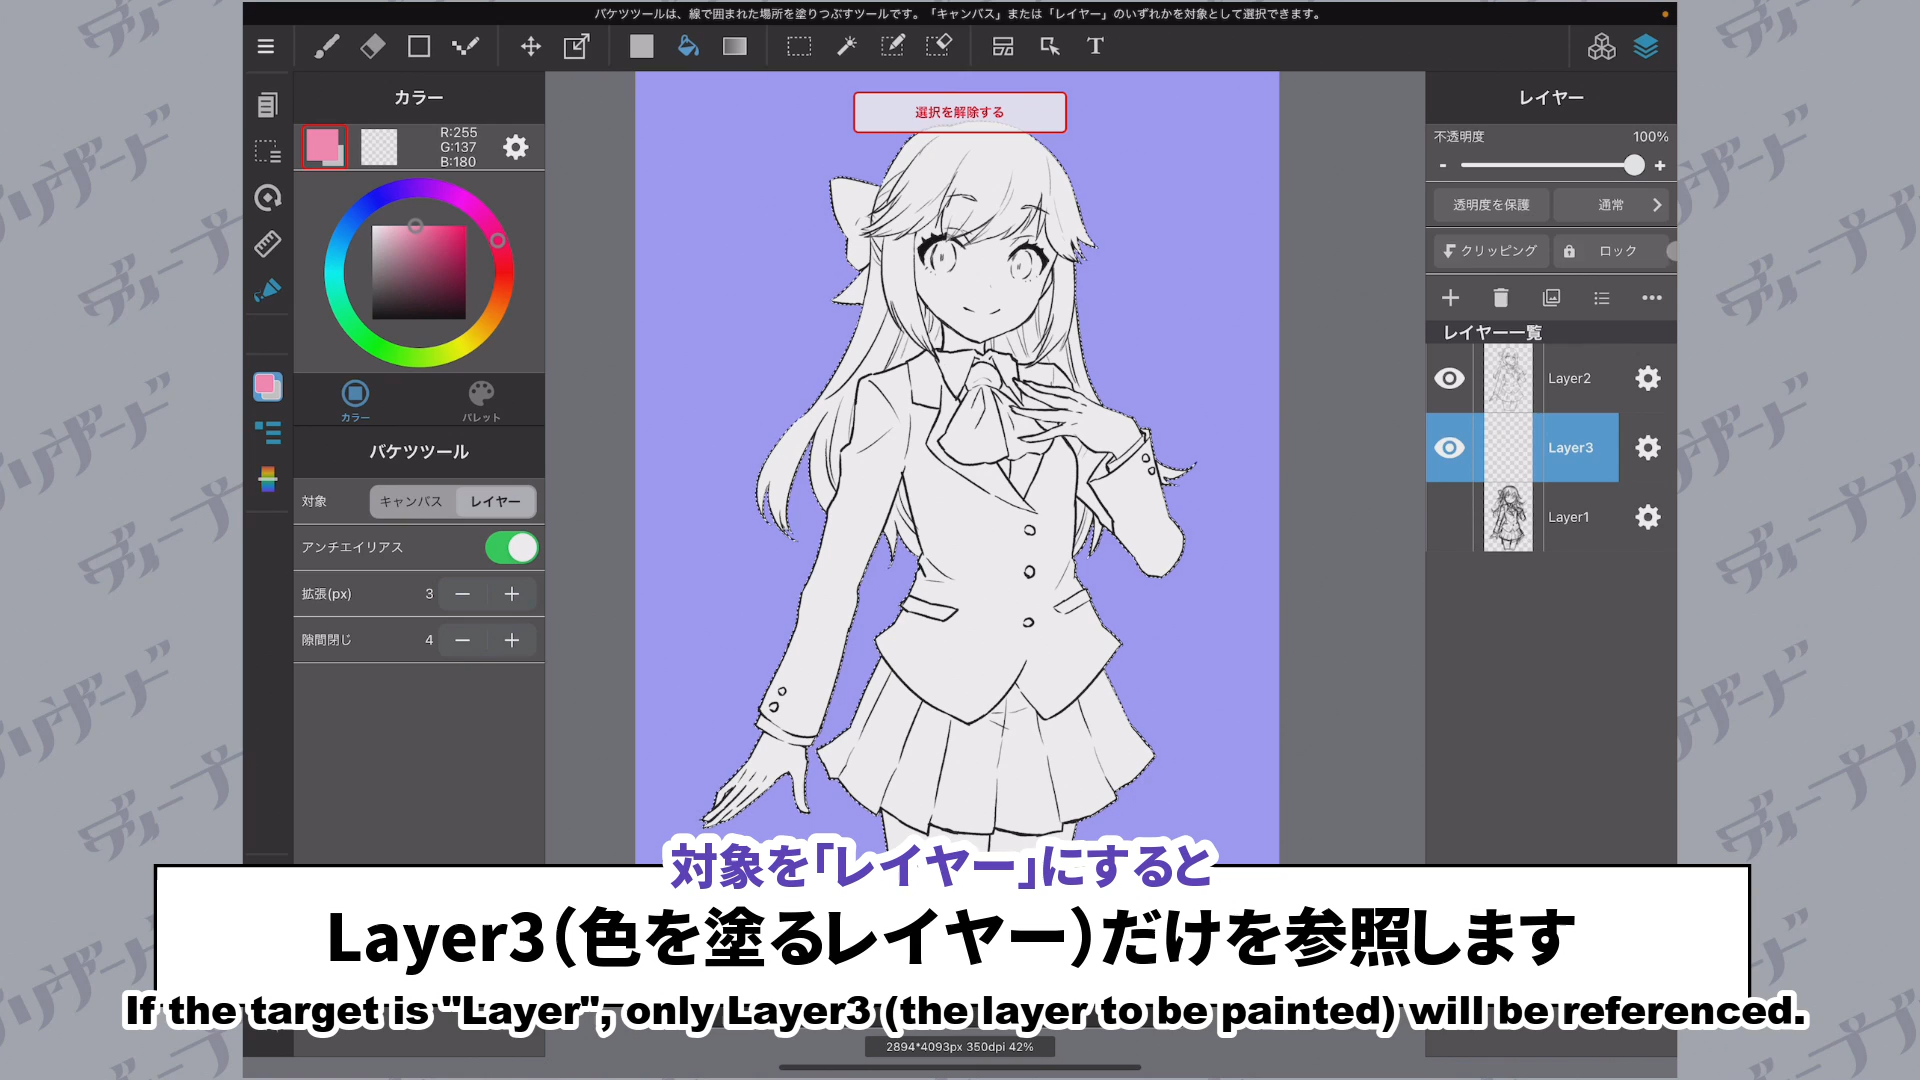 バケツツールは、線で囲まれた場所を塗りつぶすツールです。「キャンバス」または「レイヤー」のいずれかを対象として選択できます。
T
カラー
R:255
G:137
B:180
カラー
パレット
バケツツール
対象
キャンバス
レイヤー
アンチエイリアス
拡張(px)
3
隙間閉じ
4
選択を解除する
レイヤー
不透明度
100%
透明度を保護
通常
クリッピング
ロック
レイヤー一覧
Layer2
Layer3
Layer1
対象を「レイヤー」にすると
Layer3（色を塗るレイヤー）だけを参照します
If the target is "Layer", only Layer3 (the layer to be painted) will be referenced.
2894*4093px 350dpi 42%
ディープブリザード